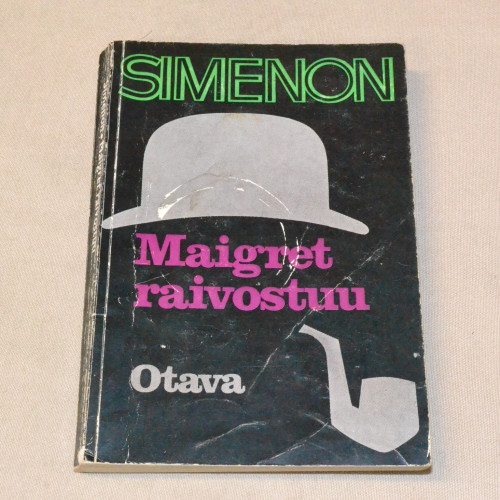 SIMENON
Maigret
raivostuu
Otava